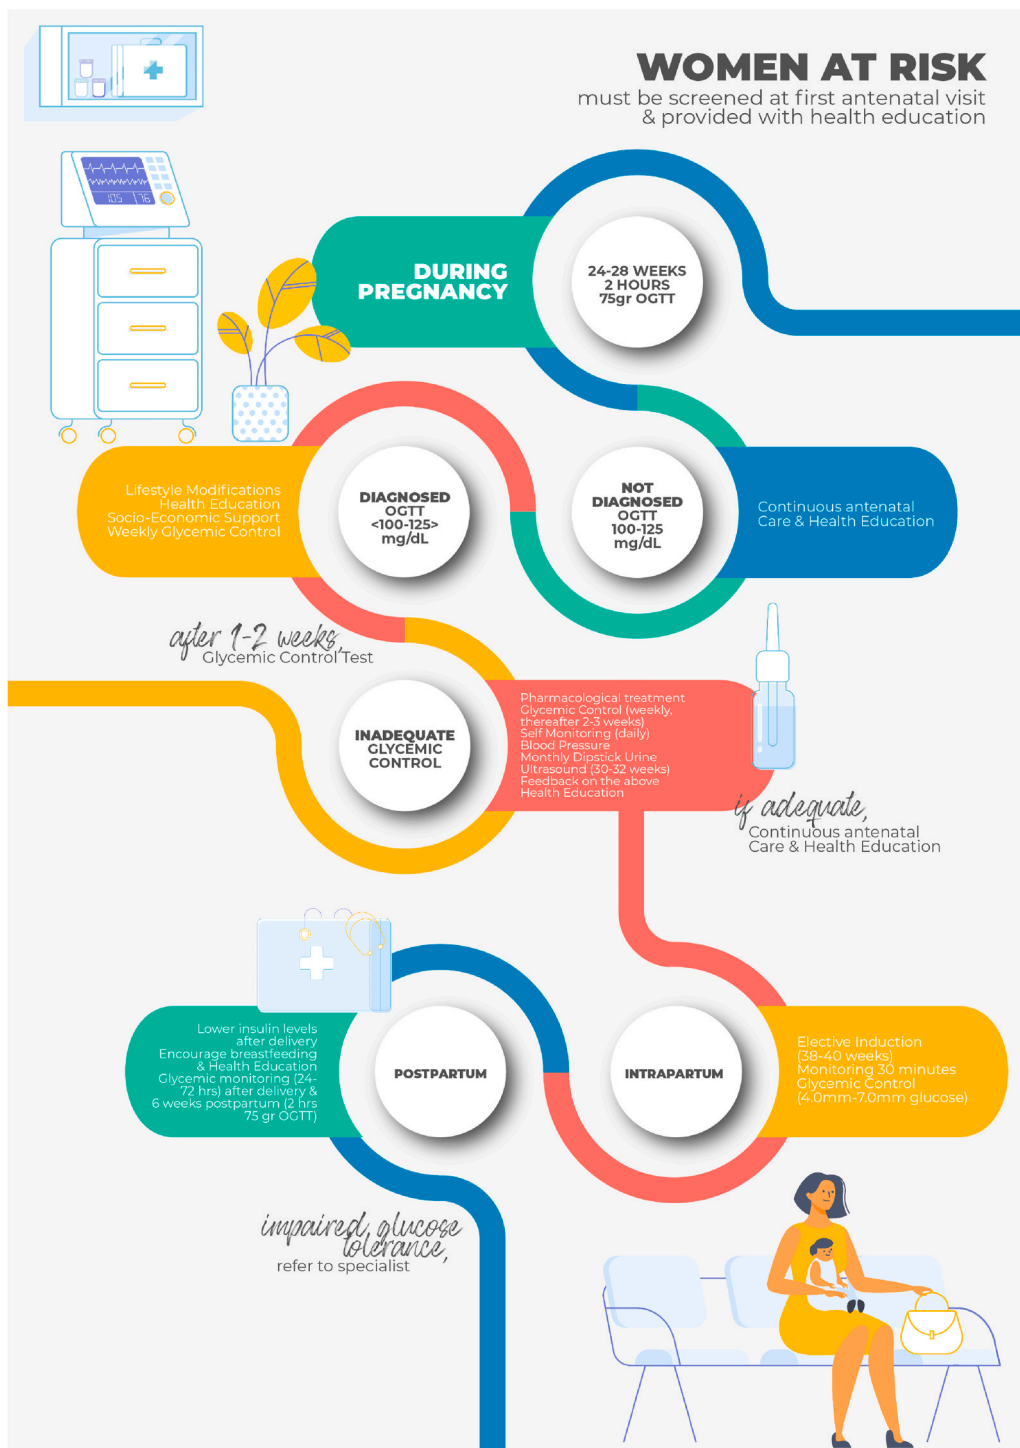 WOMEN AT RISK
must be screened at first antenatal visit
& provided with health education
105 76
DURING
PREGNANCY
24-28 WEEKS
2 HOURS
75gr OGTT
Lifestyle Modifications
Health Education
Socio-Economic Support
Weekly Glycemic Control
DIAGNOSED
OGTT
<100-125>
mg/dL
NOT
DIAGNOSED
OGTT
100-125
mg/dL
Continuous antenatal
Care & Health Education
after 1-2 weeks,
Glycemic Control Test
INADEQUATE
GLYCEMIC
CONTROL
Pharmacological treatment
Glycemic Control (weekly,
thereafter 2-3 weeks)
Self Monitoring (daily)
Blood Pressure
Monthly Dipstick Urine
Ultrasound (30-32 weeks)
Feedback on the above
Health Education
if adequate,
Continuous antenatal
Care & Health Education
Lower insulin levels
after delivery
Encourage breastfeeding
& Health Education
Glycemic monitoring (24-
72 hrs) after delivery &
6 weeks postpartum (2 hrs
75 gr OGTT)
POSTPARTUM
INTRAPARTUM
Elective Induction
(38-40 weeks)
Monitoring 30 minutes
Glycemic Control
(4.0mm-7.0mm glucose)
impaired glucose
tolerance,
refer to specialist